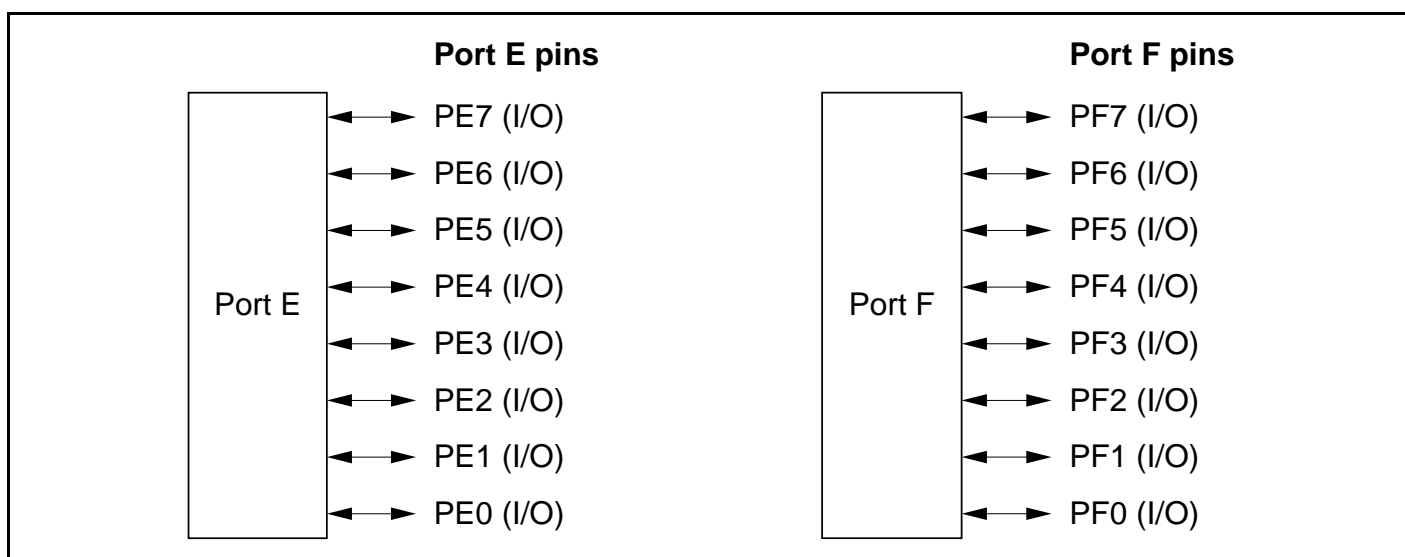 Port E pins
PE7 (I/O)
PE6 (I/O)
PE5 (I/O)
PE4 (I/O)
Port E
PE3 (I/O)
PE2 (I/O)
PE1 (I/O)
PE0 (I/O)
Port F pins
PF7 (I/O)
PF6 (I/O)
PF5 (I/O)
PF4 (I/O)
Port F
PF3 (I/O)
PF2 (I/O)
PF1 (I/O)
PF0 (I/O)